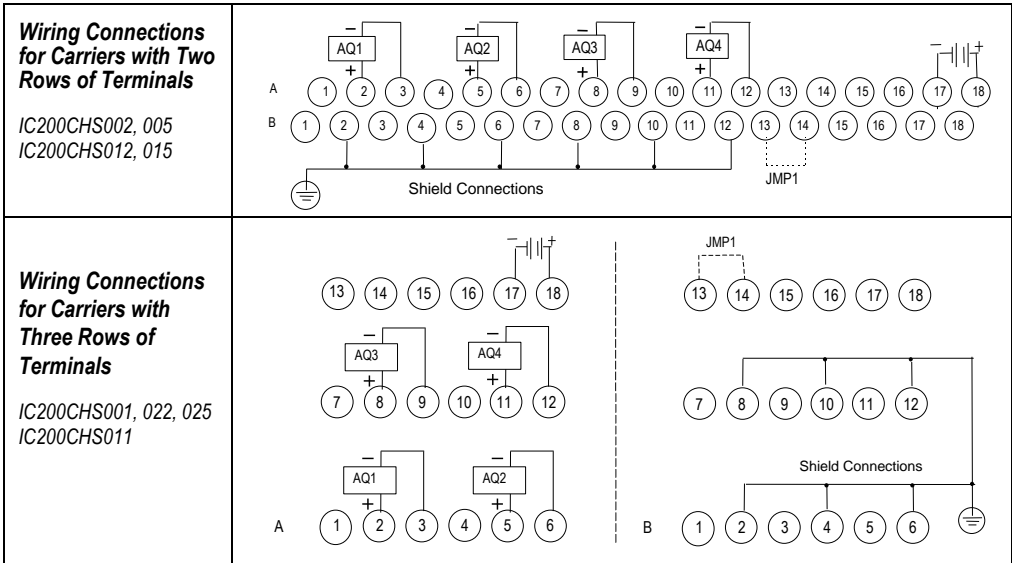 Wiring Connections
for Carriers with Two
Rows of Terminals
IC200CHS002, 005
IC200CHS012, 015
− − − −
AQ1 AQ2 AQ3 AQ4 − +
+ + + +
A 1 2 3 4 5 6 7 8 9 10 11 12 13 14 15 16 17 18
B 1 2 3 4 5 6 7 8 9 10 11 12 13 14 15 16 17 18
JMP1
Shield Connections
Wiring Connections
for Carriers with
Three Rows of
Terminals
IC200CHS001, 022, 025
IC200CHS011
− +
13 14 15 16 17 18
− −
AQ3 AQ4
+ +
7 8 9 10 11 12
− −
AQ1 AQ2
+ +
A 1 2 3 4 5 6
JMP1
13 14 15 16 17 18
7 8 9 10 11 12
Shield Connections
B 1 2 3 4 5 6